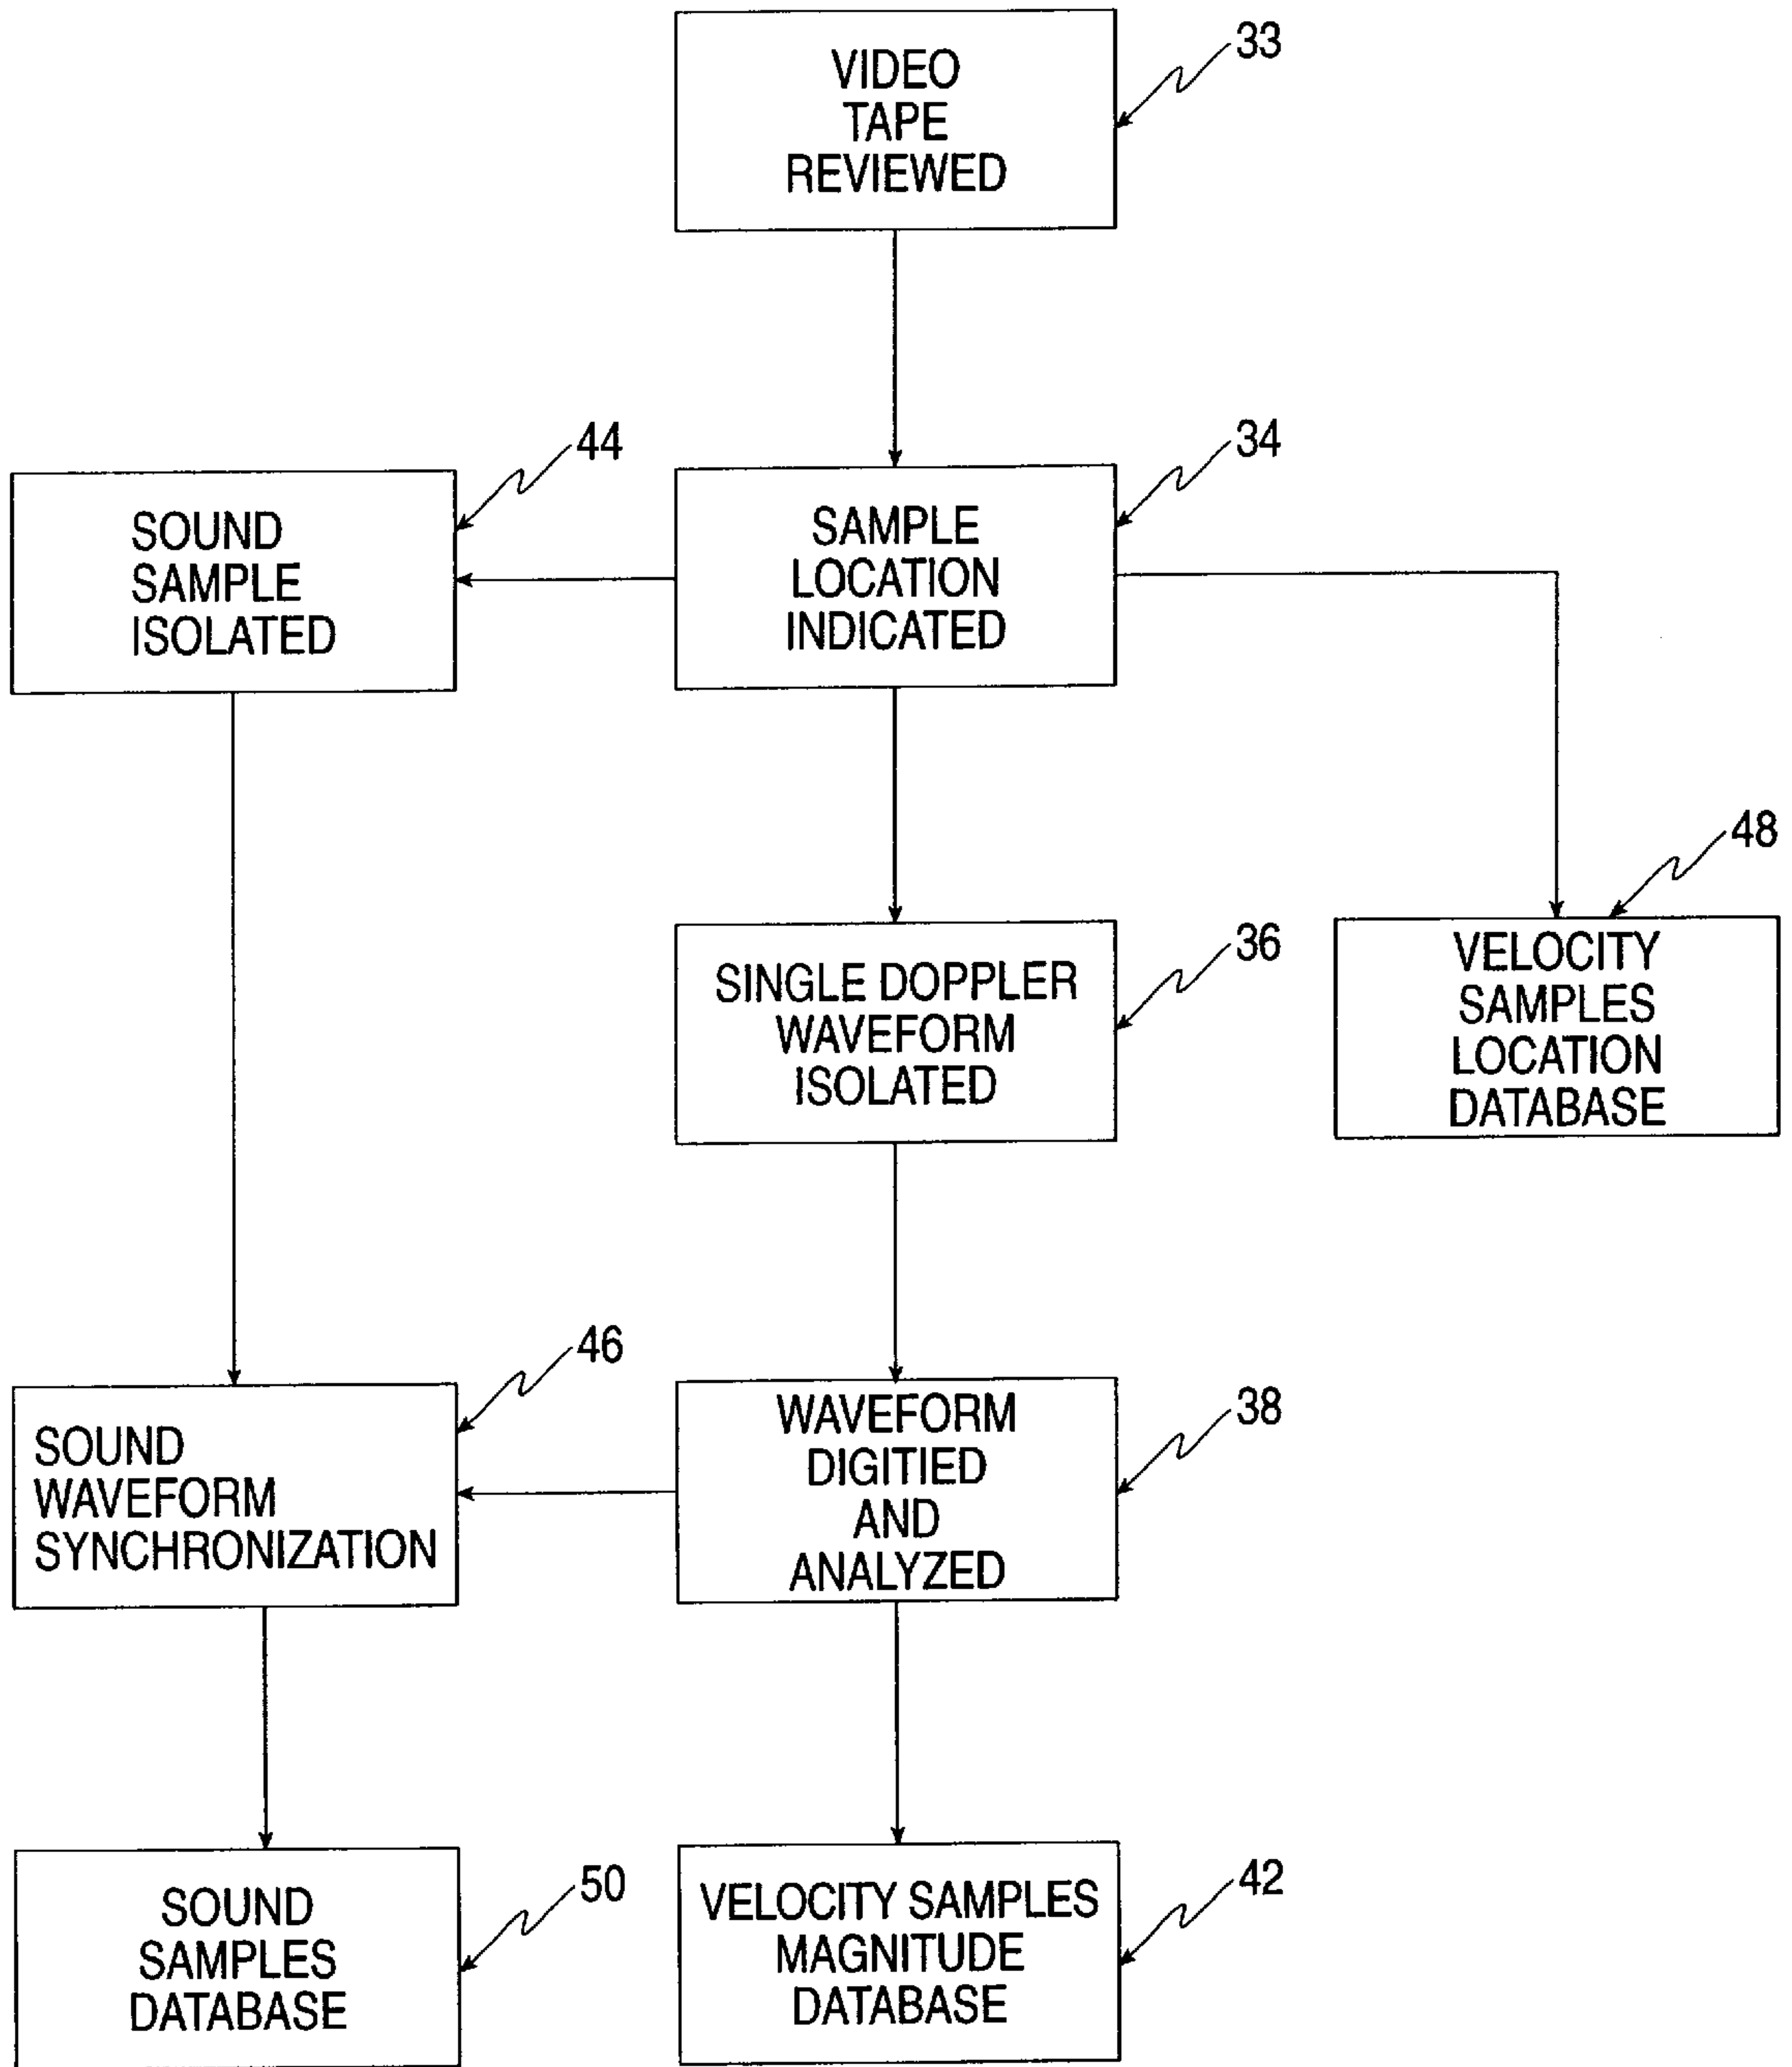 VIDEO
TAPE
REVIEWED
33
44
SOUND
SAMPLE
ISOLATED
34
SAMPLE
LOCATION
INDICATED
36
SINGLE DOPPLER
WAVEFORM
ISOLATED
48
VELOCITY
SAMPLES
LOCATION
DATABASE
46
SOUND
WAVEFORM
SYNCHRONIZATION
38
WAVEFORM
DIGITIED
AND
ANALYZED
50
SOUND
SAMPLES
DATABASE
42
VELOCITY SAMPLES
MAGNITUDE
DATABASE